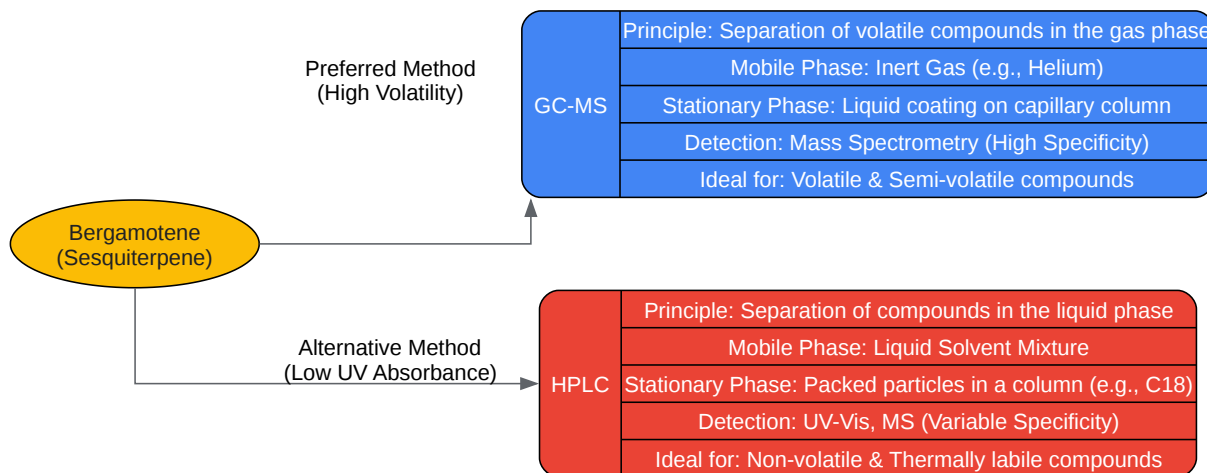 Preferred Method
(High Volatility)
GC-MS
Principle: Separation of volatile compounds in the gas phase
Mobile Phase: Inert Gas (e.g., Helium)
Stationary Phase: Liquid coating on capillary column
Detection: Mass Spectrometry (High Specificity)
Ideal for: Volatile & Semi-volatile compounds
Bergamotene
(Sesquiterpene)
Alternative Method
(Low UV Absorbance)
HPLC
Principle: Separation of compounds in the liquid phase
Mobile Phase: Liquid Solvent Mixture
Stationary Phase: Packed particles in a column (e.g., C18)
Detection: UV-Vis, MS (Variable Specificity)
Ideal for: Non-volatile & Thermally labile compounds